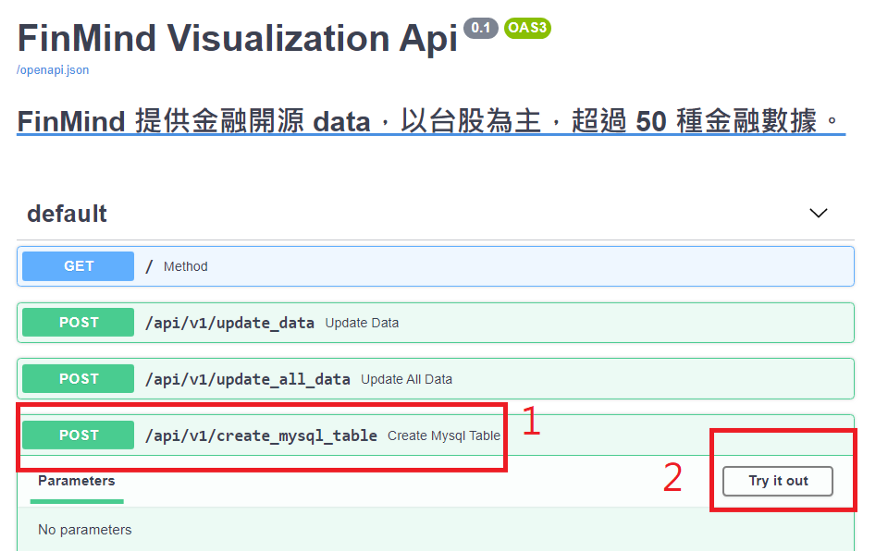 FinMind Visualization Api 0.1 OAS3
/openapi.json
FinMind 提供金融開源 data，以台股為主，超過 50 種金融數據。
default
GET / Method
POST /api/v1/update_data Update Data
POST /api/v1/update_all_data Update All Data
POST /api/v1/create_mysql_table Create Mysql Table 1
Parameters 2 Try it out
No parameters